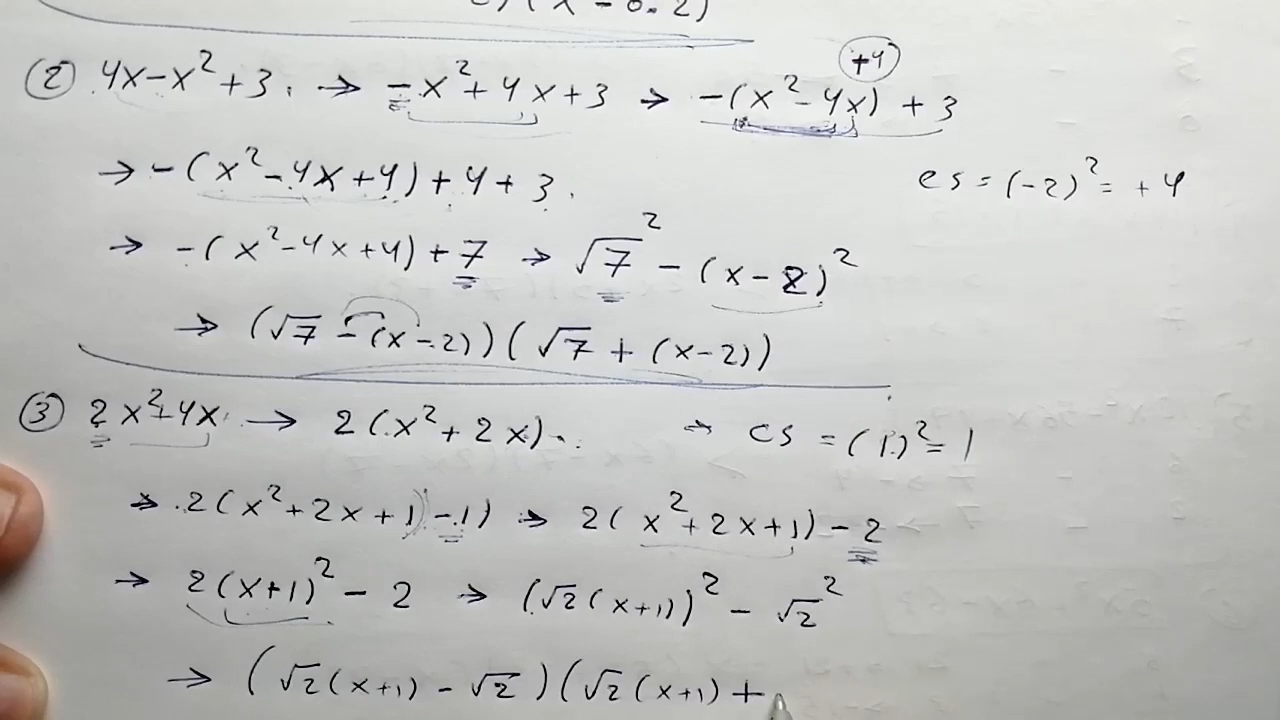 (x - 0.2)
② 4x-x²+3. → -x²+4x+3 → -(x²-4x) + 3
+4
→ -(x²-4x+4)+4+3.
cs = (-2)² = +4
→ -(x²-4x+4)+7 → √7² - (x-2)²
→ (√7 -(x-2))(√7 + (x-2))
③ 2x²+4x → 2(x²+2x). → cs = (1)² = 1
→ 2(x²+2x+1)-1) → 2(x²+2x+1)-2
→ 2(x+1)² - 2 → (√2(x+1))² - √2²
→ (√2(x+1) - √2)(√2(x+1) +